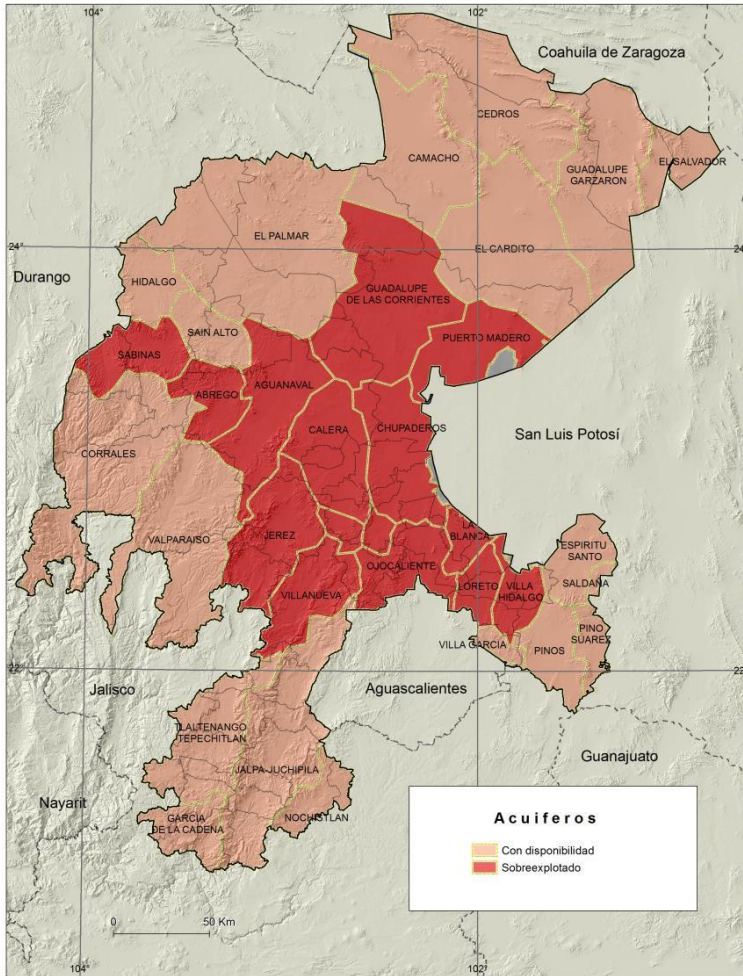 104°
102°
Coahuila de Zaragoza
CEDROS
CAMACHO
GUADALUPE
GARZARON
EL SALVADOR
EL PALMAR
24°
EL CARDITO
24°
Durango
HIDALGO
GUADALUPE
DE LAS CORRIENTES
SAIN ALTO
PUERTO MADERO
SABINAS
ABREGO
AGUANAVAL
CALERA
CHUPADEROS
San Luis Potosí
CORRALES
VALPARAISO
JEREZ
LA
BLANCA
ESPIRITU
SANTO
OJOCALIENTE
SALDAÑA
VILLANUEVA
LORETO
VILLA
HIDALGO
PINO
SUAREZ
VILLA GARCIA
PINOS
22°
22°
Jalisco
Aguascalientes
TLALTENANGO
TEPECHITLAN
Guanajuato
JALPA-JUCHIPILA
Nayarit
GARCIA
DE LA CADENA
NOCHISTLAN
Acuiferos
Con disponibilidad
Sobreexplotado
0 50 Km
104°
102°